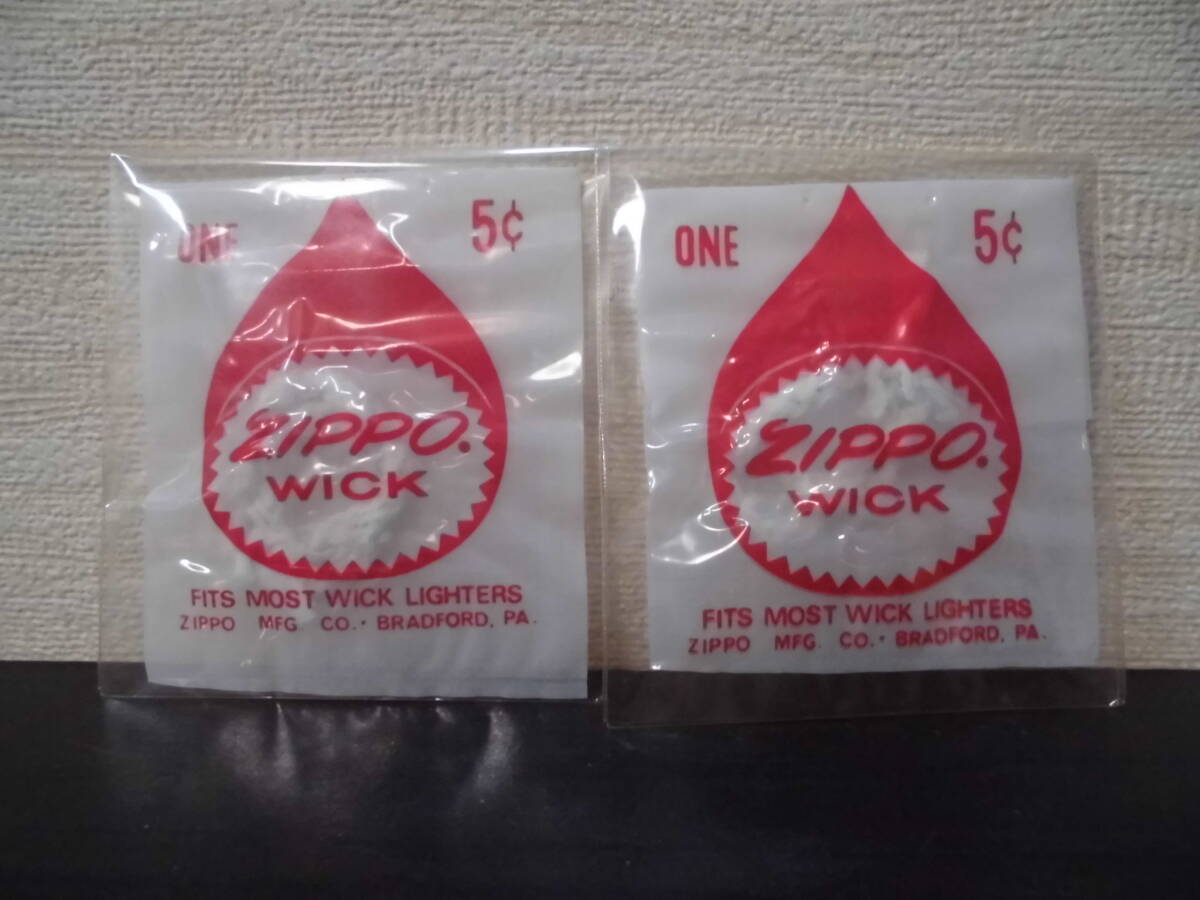 ONE 5¢
ZIPPO.
WICK
FITS MOST WICK LIGHTERS
ZIPPO MFG. CO. • BRADFORD, PA.
ONE 5¢
ZIPPO.
WICK
FITS MOST WICK LIGHTERS
ZIPPO MFG. CO. • BRADFORD, PA.